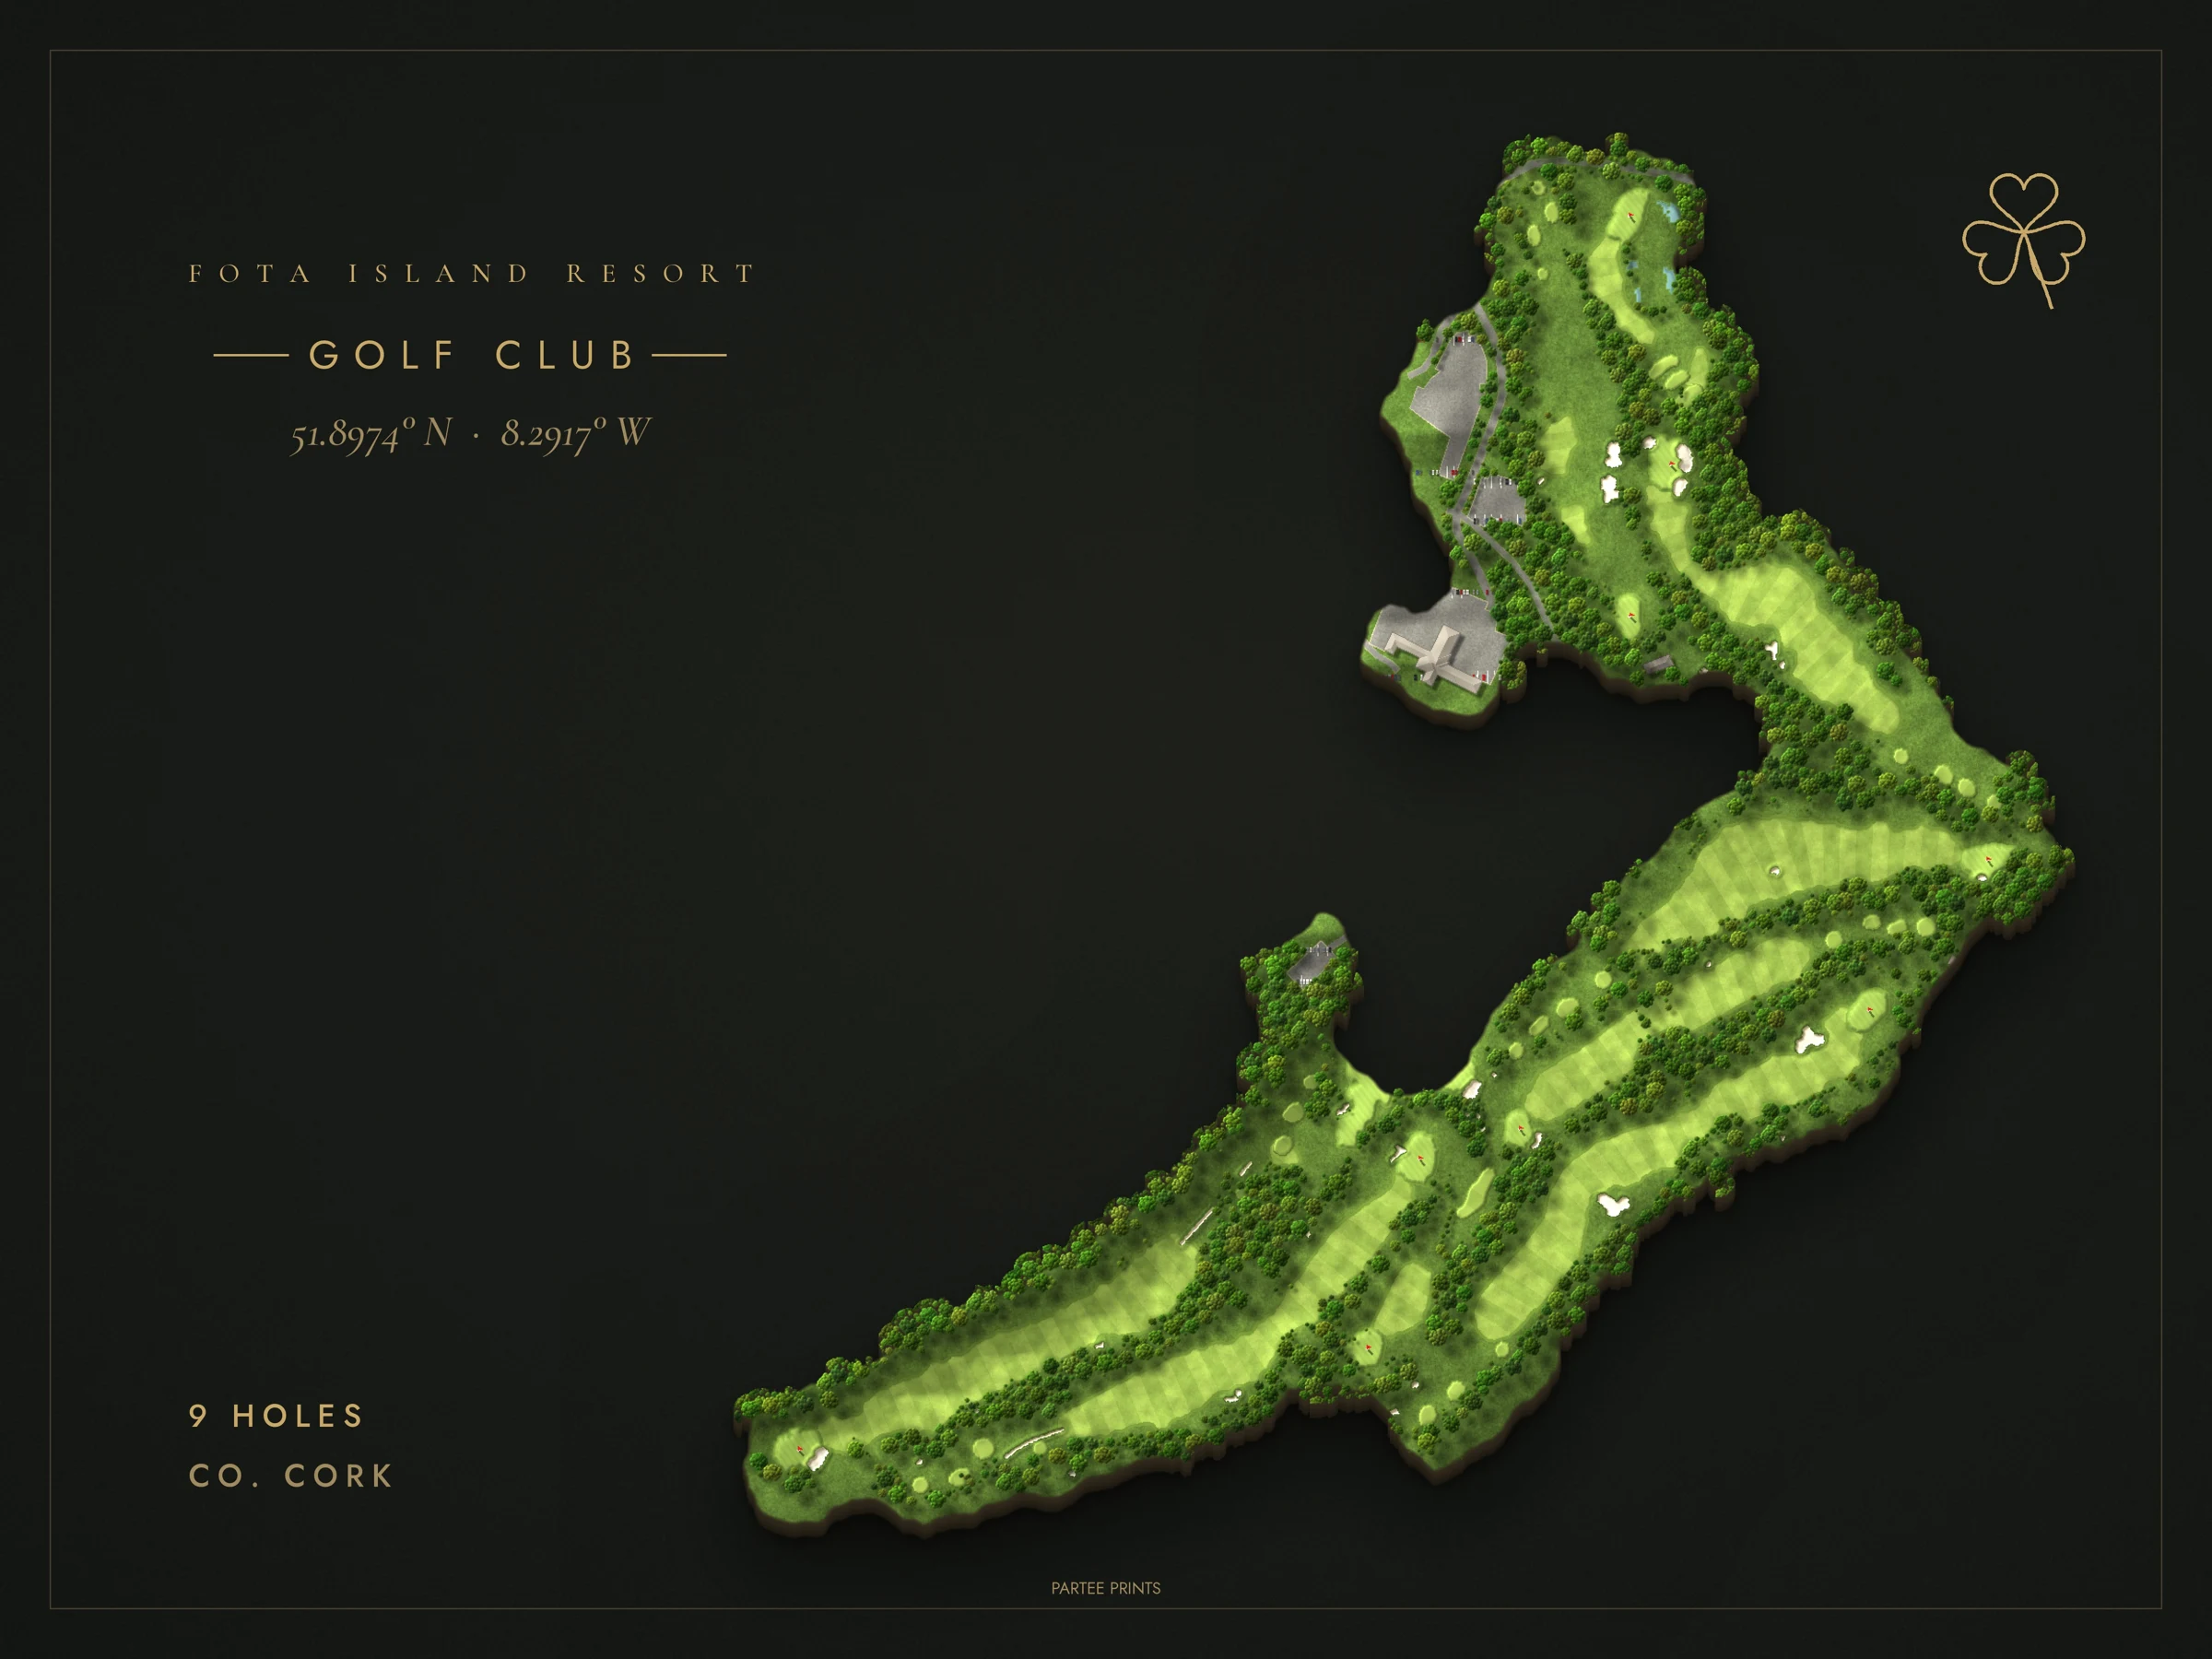 FOTA ISLAND RESORT
GOLF CLUB
51.8974° N · 8.2917° W
9 HOLES
CO. CORK
PARTEE PRINTS